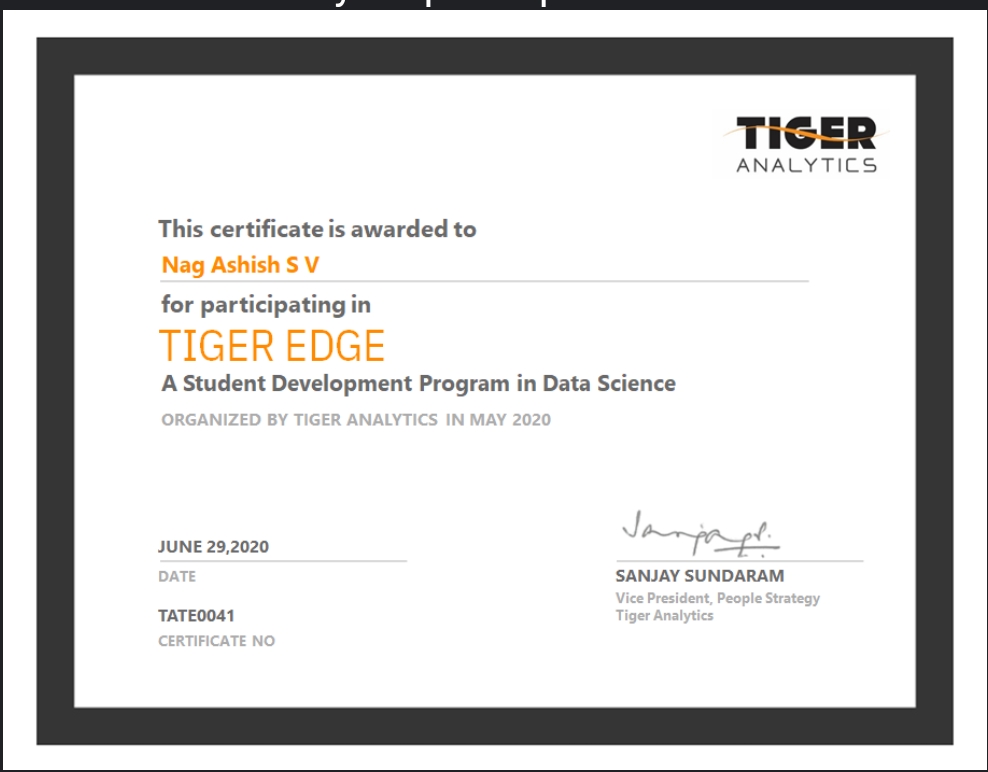 TIGER
ANALYTICS
This certificate is awarded to
Nag Ashish S V
for participating in
TIGER EDGE
A Student Development Program in Data Science
ORGANIZED BY TIGER ANALYTICS IN MAY 2020
JUNE 29,2020
DATE
TATE0041
CERTIFICATE NO
SANJAY SUNDARAM
Vice President, People Strategy
Tiger Analytics